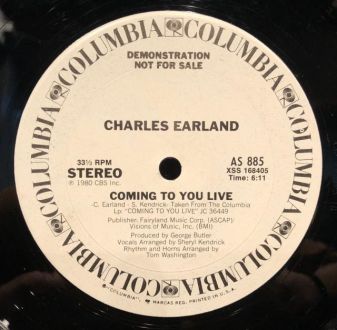 COLUMBIA COLUMBIA COLUMBIA COLUMBIA COLUMBIA COLUMBIA
DEMONSTRATION
NOT FOR SALE
CHARLES EARLAND
33⅓ RPM
STEREO
℗ 1980 CBS Inc.
AS 885
XSS 168405
Time: 6:11
COMING TO YOU LIVE
-C. Earland - S. Kendrick- Taken From The Columbia
Lp: "COMING TO YOU LIVE" JC 36449
Publisher: Fairyland Music Corp. (ASCAP)
Visions of Music, Inc. (BMI)
Produced by George Butler
Vocals Arranged by Sheryl Kendrick
Rhythm and Horns Arranged by
Tom Washington
"COLUMBIA", MARCAS REG. PRINTED IN U.S.A.